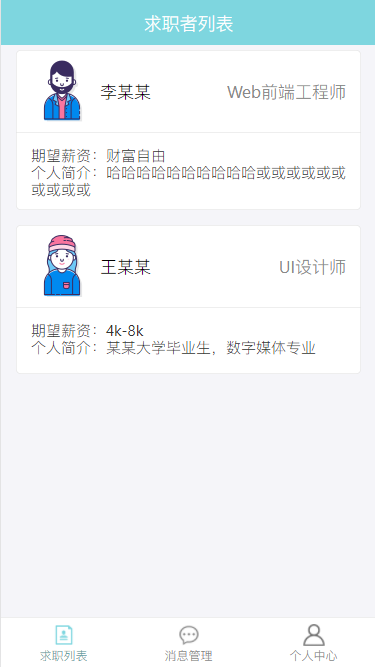 求职者列表
李某某 Web前端工程师
期望薪资：财富自由
个人简介：哈哈哈哈哈哈哈哈哈哈或或或或或或
或或或或
王某某 UI设计师
期望薪资：4k-8k
个人简介：某某大学毕业生，数字媒体专业
求职列表 消息管理 个人中心